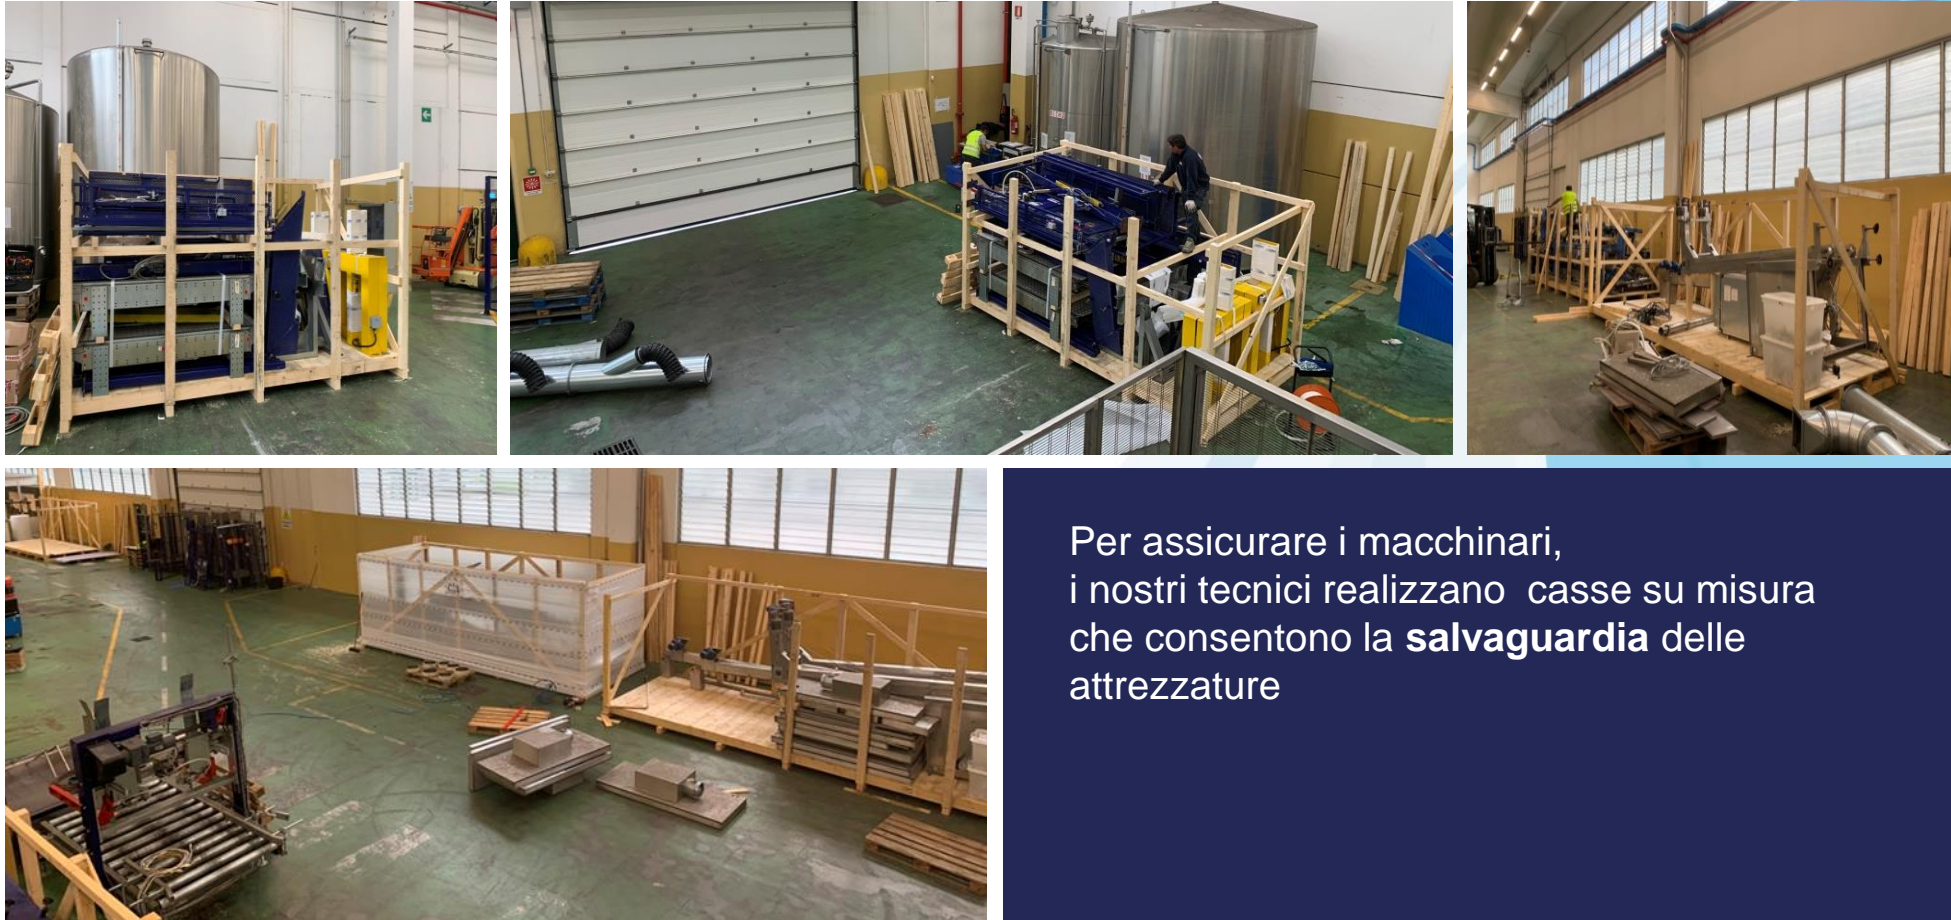 Per assicurare i macchinari,
i nostri tecnici realizzano  casse su misura
che consentono la salvaguardia delle
attrezzature